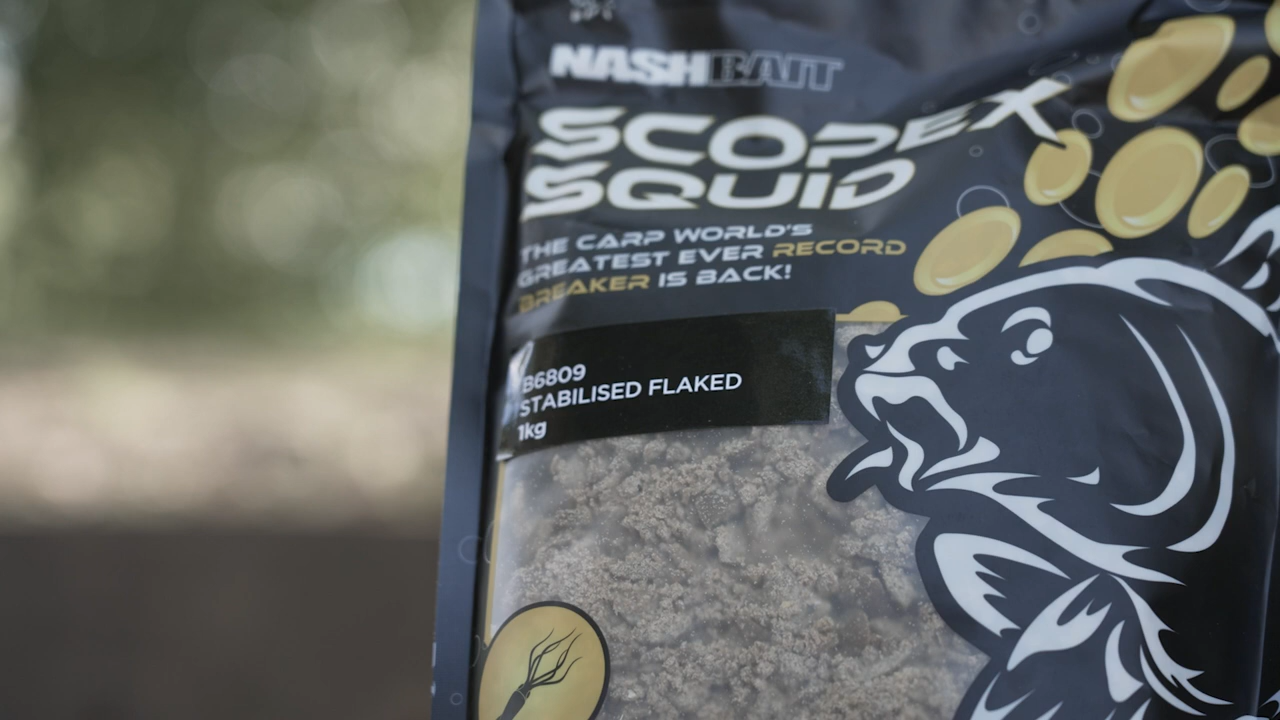 NASHBAIT
SCOPEX
SQUID
THE CARP WORLD'S
GREATEST EVER RECORD
BREAKER IS BACK!
B6809
STABILISED FLAKED
1kg